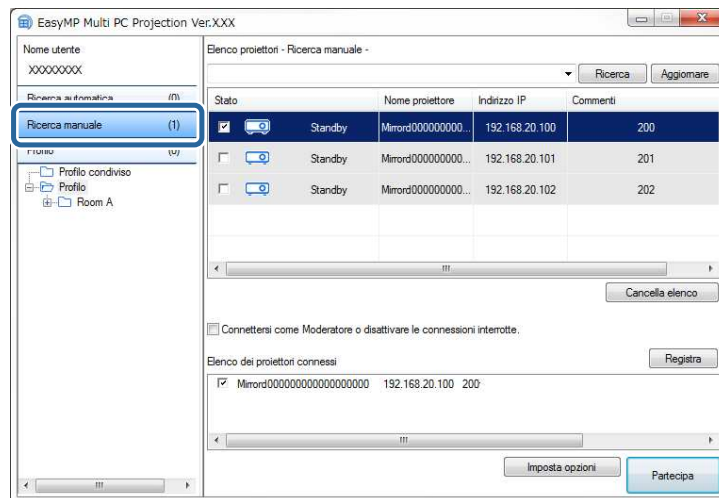 EasyMP Multi PC Projection Ver.XXX
Nome utente
XXXXXXXX
Ricerca automatica (0)
Ricerca manuale (1)
Profilo (0)
Profilo condiviso
Profilo
Room A
Elenco proiettori - Ricerca manuale -
Ricerca Aggiornare
Stato Nome proiettore Indirizzo IP Commenti
Standby Mirrord000000000... 192.168.20.100 200
Standby Mirrord000000000... 192.168.20.101 201
Standby Mirrord000000000... 192.168.20.102 202
Cancella elenco
Connettersi come Moderatore o disattivare le connessioni interrotte.
Elenco dei proiettori connessi Registra
Mirrord00000000000000000000 192.168.20.100 200
Imposta opzioni Partecipa